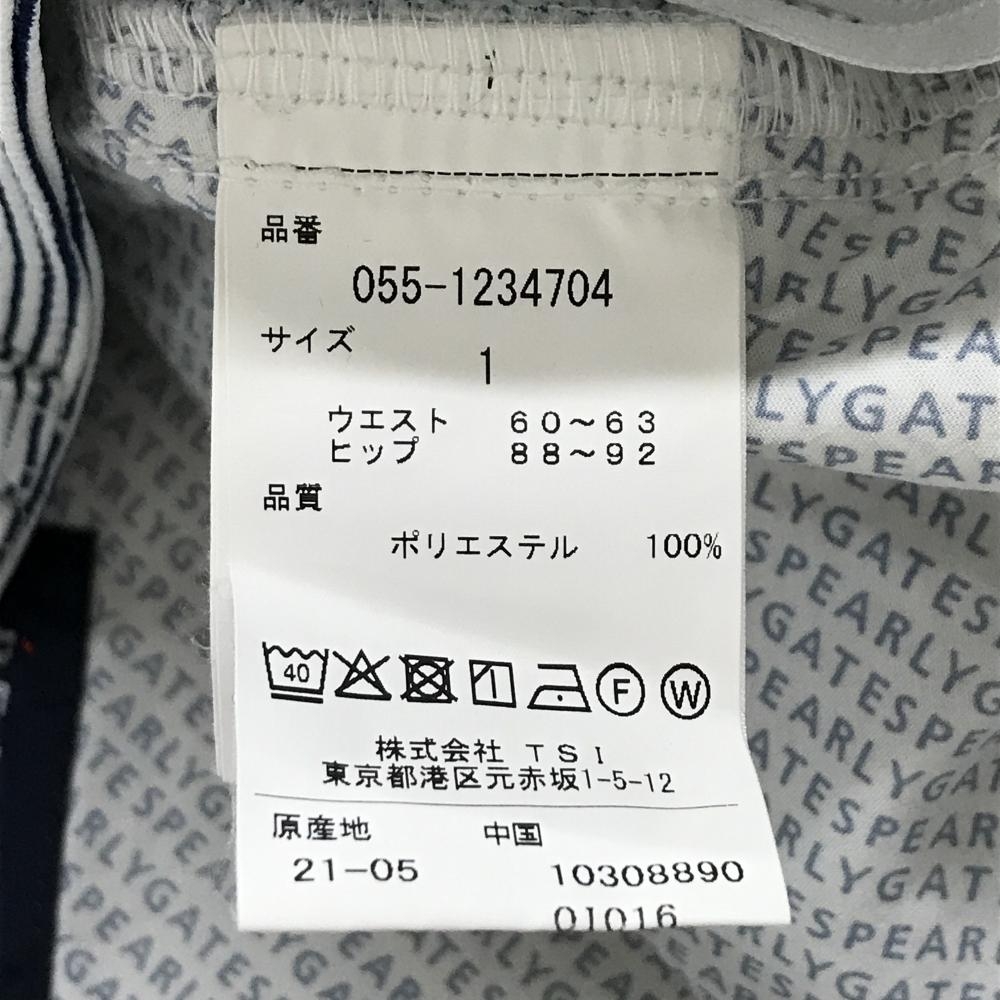 品番
055-1234704
サイズ
1
ウエスト 60～63
ヒップ 88～92
品質
ポリエステル 100%
40 F W
株式会社 TSI
東京都港区元赤坂1-5-12
原産地 中国
21-05 10308890
01016
PEARLYGATES